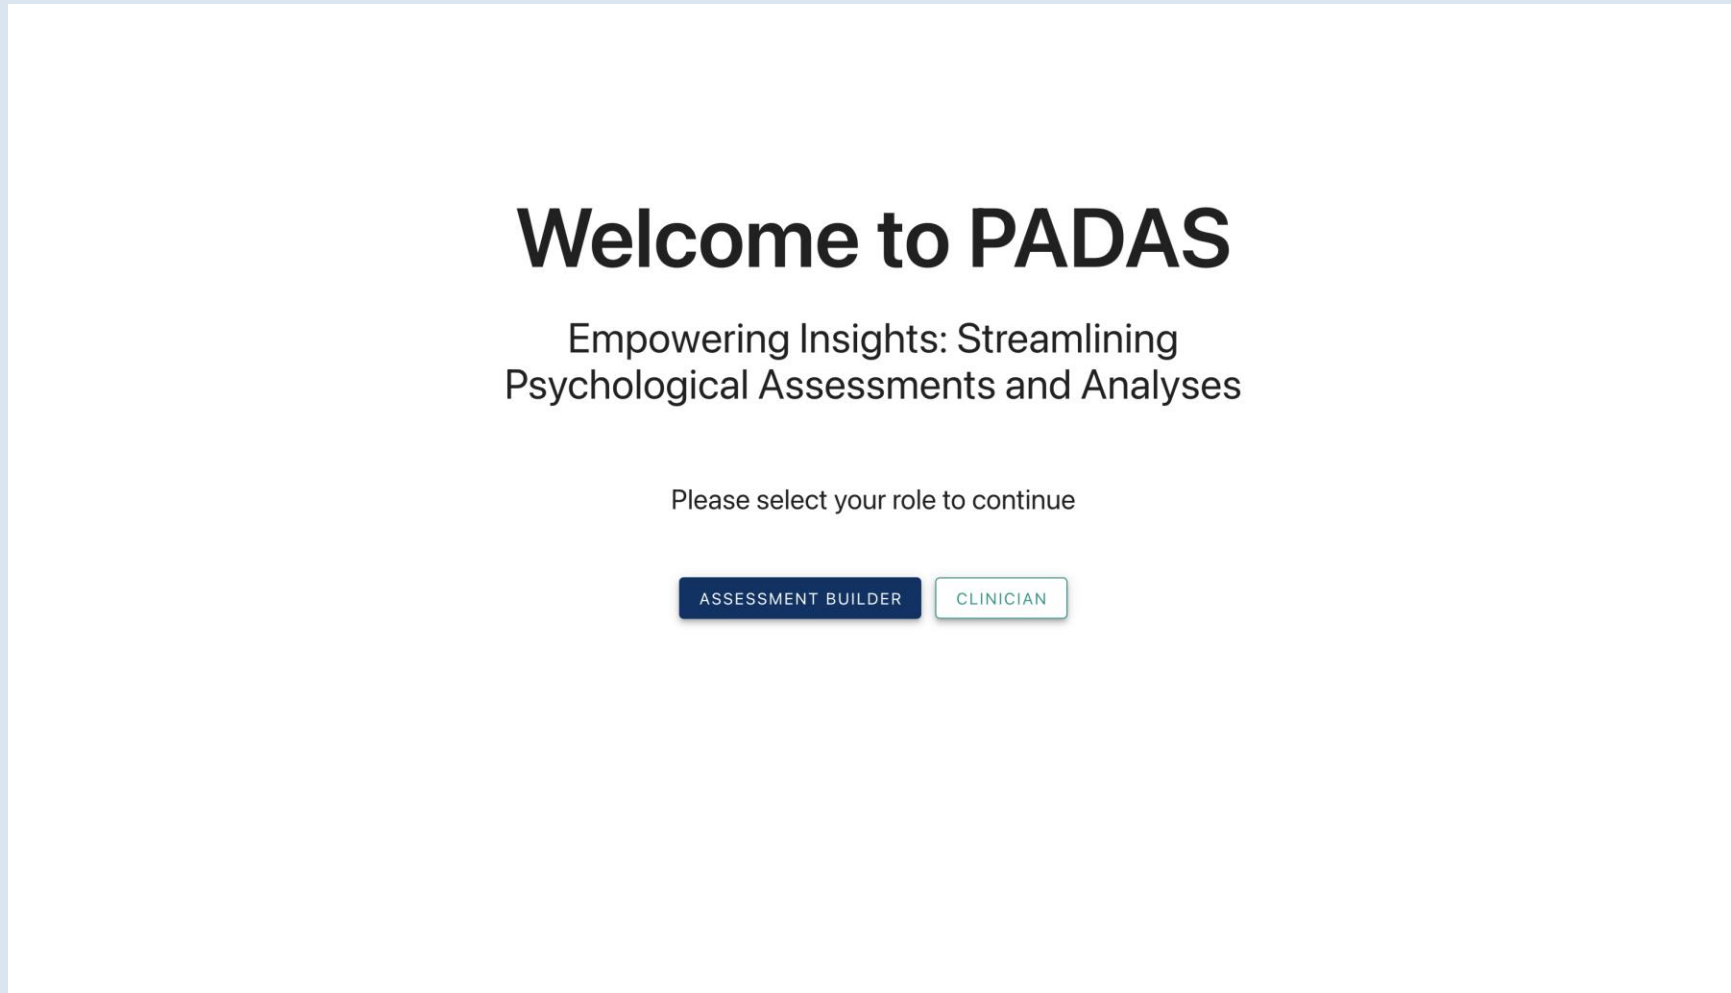 Welcome to PADAS
Empowering Insights: Streamlining
Psychological Assessments and Analyses
Please select your role to continue
ASSESSMENT BUILDER
CLINICIAN